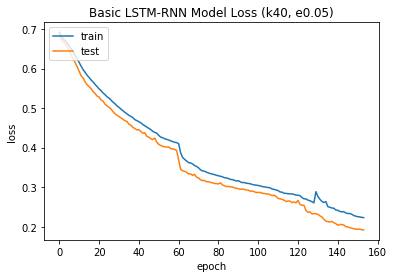 Basic LSTM-RNN Model Loss (k40, e0.05)
train
test
0.7
0.6
0.5
0.4
0.3
0.2
loss
0 20 40 60 80 100 120 140 160
epoch